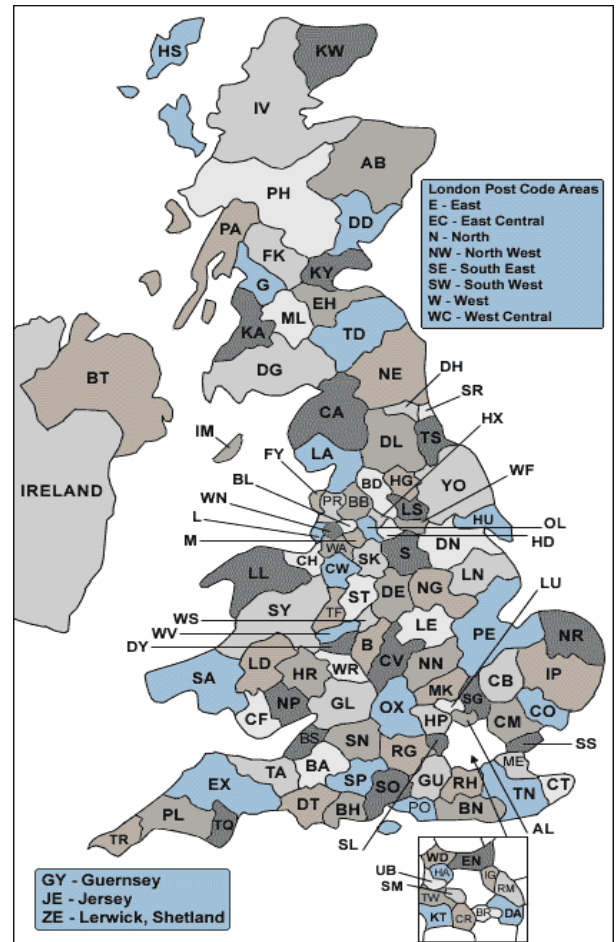 HS
KW
IV
AB
PH
London Post Code Areas
E - East
EC - East Central
N - North
NW - North West
SE - South East
SW - South West
W - West
WC - West Central
DD
PA
FK
KY
G
EH
ML
KA
TD
DG
BT
NE
DH
SR
CA
IM
DL
TS
HX
LA
FY
HG
YO
WF
BL
BD
PR
BB
LS
WN
IRELAND
HU
OL
L
M
WA
HD
S
DN
CH
SK
CW
LL
LN
LU
ST
DE
NG
SY
TF
WS
LE
WV
PE
NR
DY
B
CV
LD
WR
NN
CB
IP
SA
HR
MK
SG
NP
GL
OX
CO
CF
HP
CM
BS
SN
RG
SS
BA
ME
TA
SP
GU
CT
EX
SO
RH
TN
DT
BH
PO
BN
PL
TQ
TR
SL
AL
WD
EN
UB
HA
IG
SM
RM
TW
KT
CR
BR
DA
GY - Guernsey
JE - Jersey
ZE - Lerwick, Shetland